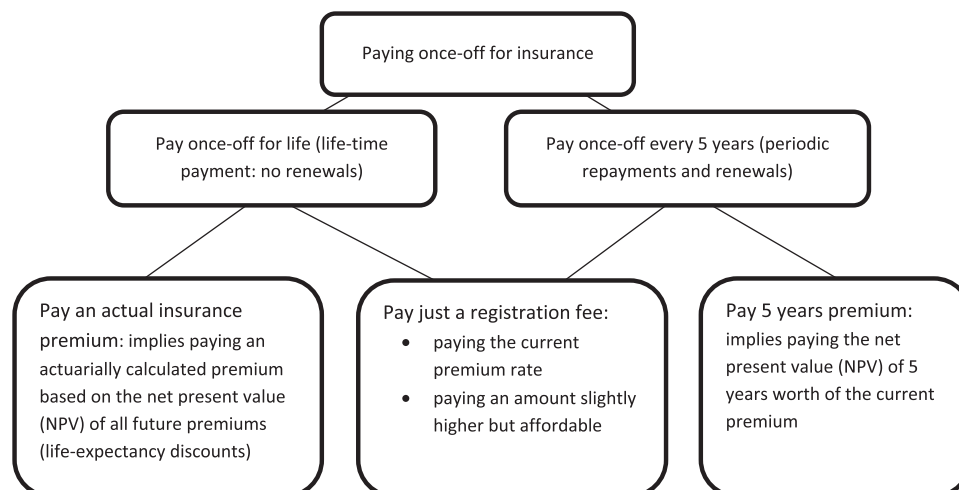 Paying once-off for insurance
Pay once-off for life (life-time
payment: no renewals)
Pay once-off every 5 years (periodic
repayments and renewals)
Pay an actual insurance
premium: implies paying an
actuarially calculated premium
based on the net present value
(NPV) of all future premiums
(life-expectancy discounts)
Pay just a registration fee:
• paying the current
premium rate
• paying an amount slightly
higher but affordable
Pay 5 years premium:
implies paying the net
present value (NPV) of 5
years worth of the current
premium